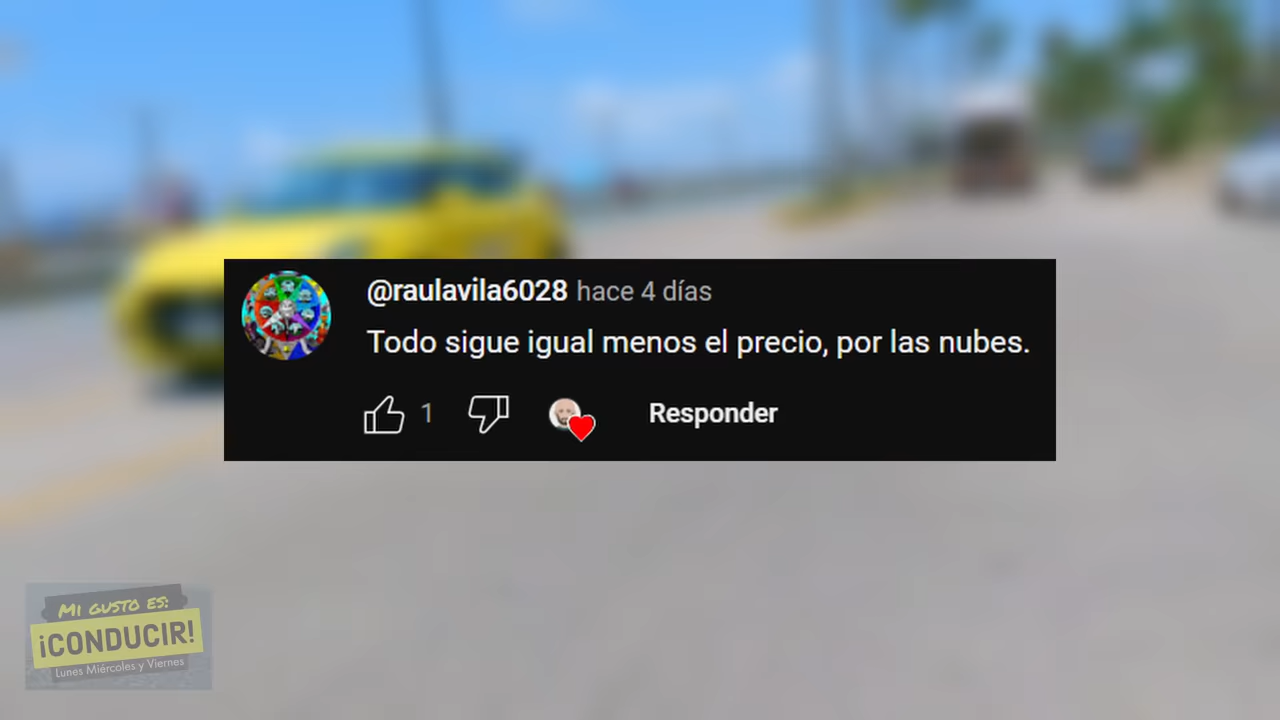 @raulavila6028 hace 4 días
Todo sigue igual menos el precio, por las nubes.
1
Responder
MI GUSTO ES:
¡CONDUCIR!
Lunes Miércoles y Viernes